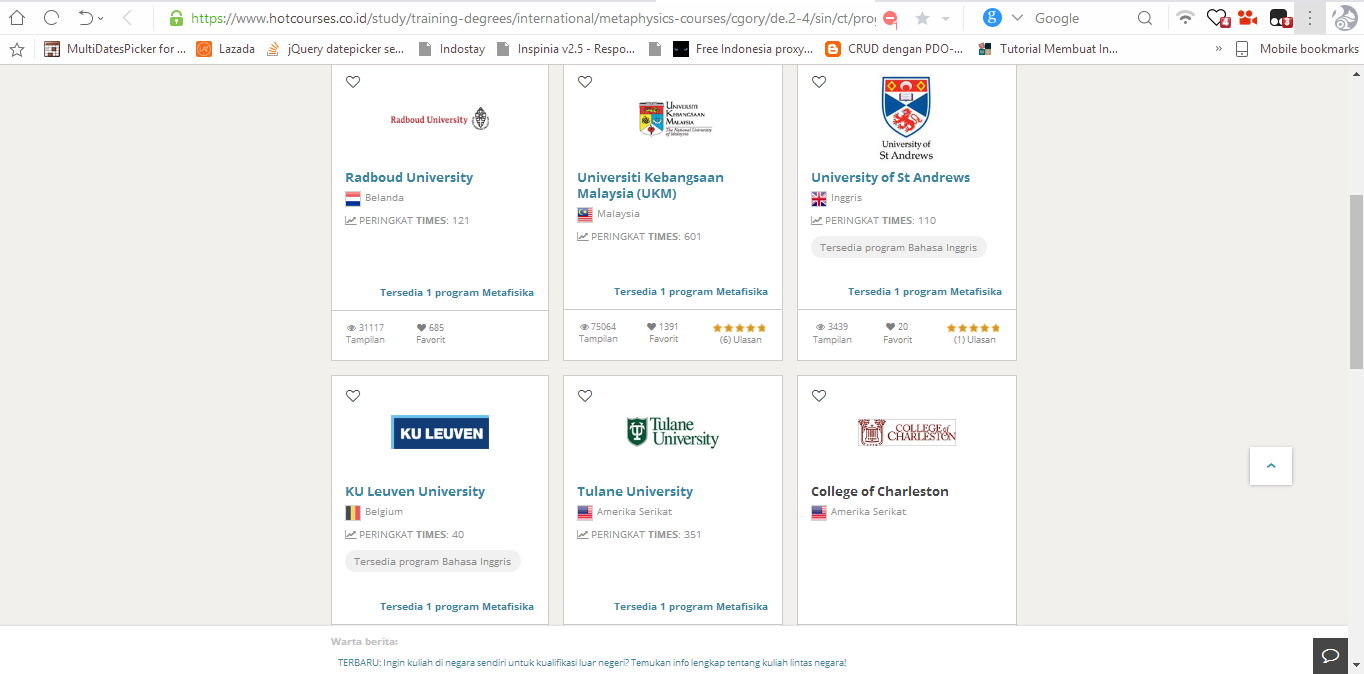 https://www.hotcourses.co.id/study/training-degrees/international/metaphysics-courses/cgory/de.2-4/sin/ct/pro
Google
MultiDatesPicker for ...
Lazada
jQuery datepicker se...
Indostay
Inspinia v2.5 - Respo...
Free Indonesia proxy...
CRUD dengan PDO-...
Tutorial Membuat In...
» Mobile bookmarks
Radboud University
Radboud University
Belanda
PERINGKAT TIMES: 121
Tersedia 1 program Metafisika
31117
Tampilan
685
Favorit
UNIVERSITI
KEBANGSAAN
MALAYSIA
The National University
of Malaysia
Universiti Kebangsaan
Malaysia (UKM)
Malaysia
PERINGKAT TIMES: 601
Tersedia 1 program Metafisika
75064
Tampilan
1391
Favorit
(6) Ulasan
University of
St Andrews
University of St Andrews
Inggris
PERINGKAT TIMES: 110
Tersedia program Bahasa Inggris
Tersedia 1 program Metafisika
3439
Tampilan
20
Favorit
(1) Ulasan
KU LEUVEN
KU Leuven University
Belgium
PERINGKAT TIMES: 40
Tersedia program Bahasa Inggris
Tersedia 1 program Metafisika
Tulane
University
Tulane University
Amerika Serikat
PERINGKAT TIMES: 351
Tersedia 1 program Metafisika
COLLEGE of
CHARLESTON
College of Charleston
Amerika Serikat
Warta berita:
TERBARU: Ingin kuliah di negara sendiri untuk kualifikasi luar negeri? Temukan info lengkap tentang kuliah lintas negara!